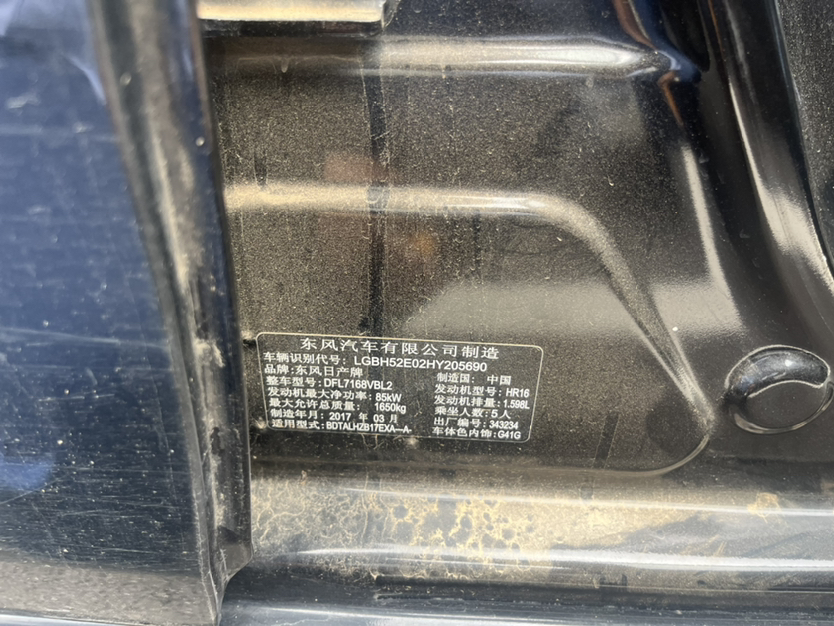 东风汽车有限公司制造
车辆识别代号：LGBH52E02HY205690
品牌：东风日产牌 制造国：中国
整车型号：DFL7168VBL2 发动机型号：HR16
发动机最大净功率：85kW 发动机排量：1.598L
最大允许总质量：1650kg 乘坐人数：5人
制造年月：2017 年 03 月 出厂编号：343234
适用型式：BDTALHZB17EXA—A- 车体色内饰：G41G